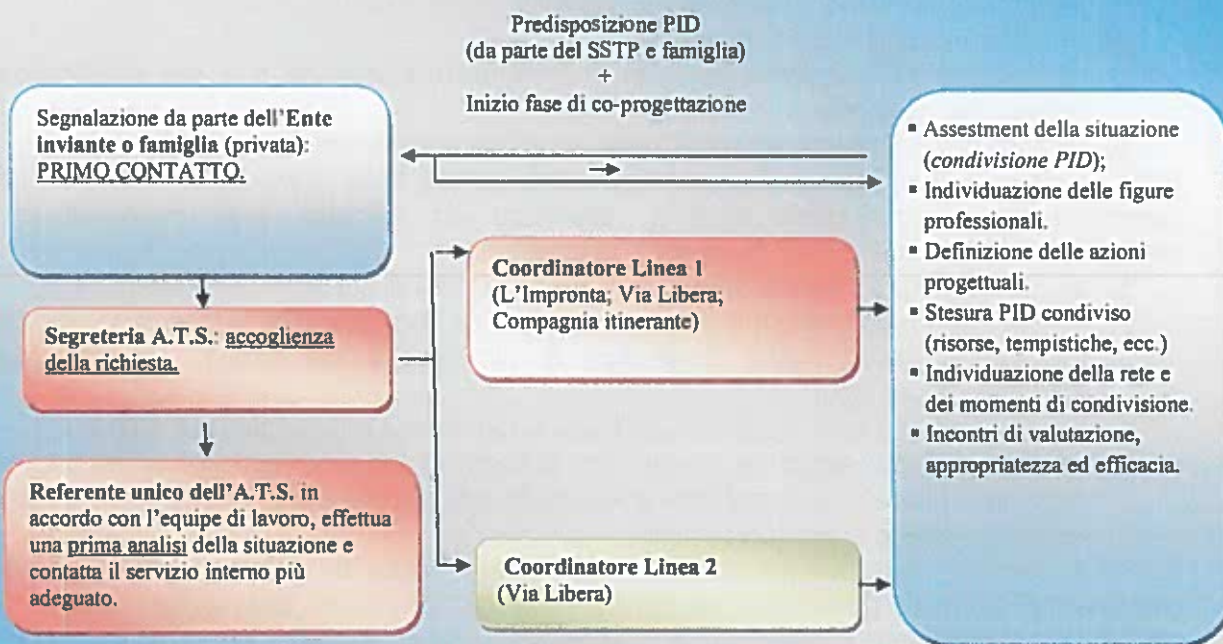 Predisposizione PID
(da parte del SSTP e famiglia)
+
Inizio fase di co-progettazione
Segnalazione da parte dell'Ente
inviante o famiglia (privata):
PRIMO CONTATTO.
Segreteria A.T.S.: accoglienza
della richiesta.
Referente unico dell'A.T.S. in
accordo con l'equipe di lavoro, effettua
una prima analisi della situazione e
contatta il servizio interno più
adeguato.
Coordinatore Linea 1
(L'Impronta; Via Libera;
Compagnia itinerante)
Coordinatore Linea 2
(Via Libera)
▪ Assestment della situazione
(condivisione PID);
▪ Individuazione delle figure
professionali.
▪ Definizione delle azioni
progettuali.
▪ Stesura PID condiviso
(risorse, tempistiche, ecc.)
▪ Individuazione della rete e
dei momenti di condivisione.
▪ Incontri di valutazione,
appropriatezza ed efficacia.